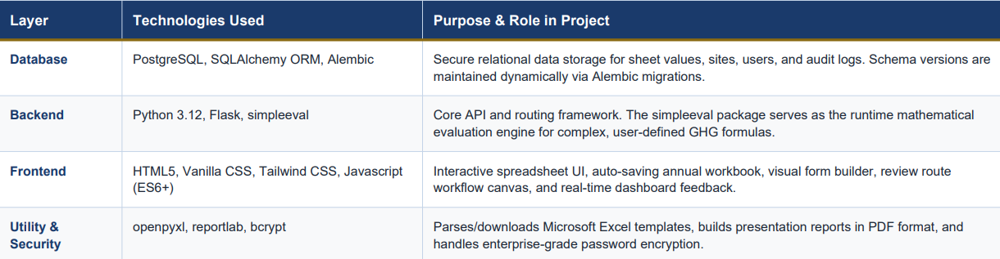 Layer
Technologies Used
Purpose & Role in Project
Database
PostgreSQL, SQLAlchemy ORM, Alembic
Secure relational data storage for sheet values, sites, users, and audit logs. Schema versions are
maintained dynamically via Alembic migrations.
Backend
Python 3.12, Flask, simpleeval
Core API and routing framework. The simpleeval package serves as the runtime mathematical
evaluation engine for complex, user-defined GHG formulas.
Frontend
HTML5, Vanilla CSS, Tailwind CSS, Javascript
(ES6+)
Interactive spreadsheet UI, auto-saving annual workbook, visual form builder, review route
workflow canvas, and real-time dashboard feedback.
Utility &
Security
openpyxl, reportlab, bcrypt
Parses/downloads Microsoft Excel templates, builds presentation reports in PDF format, and
handles enterprise-grade password encryption.